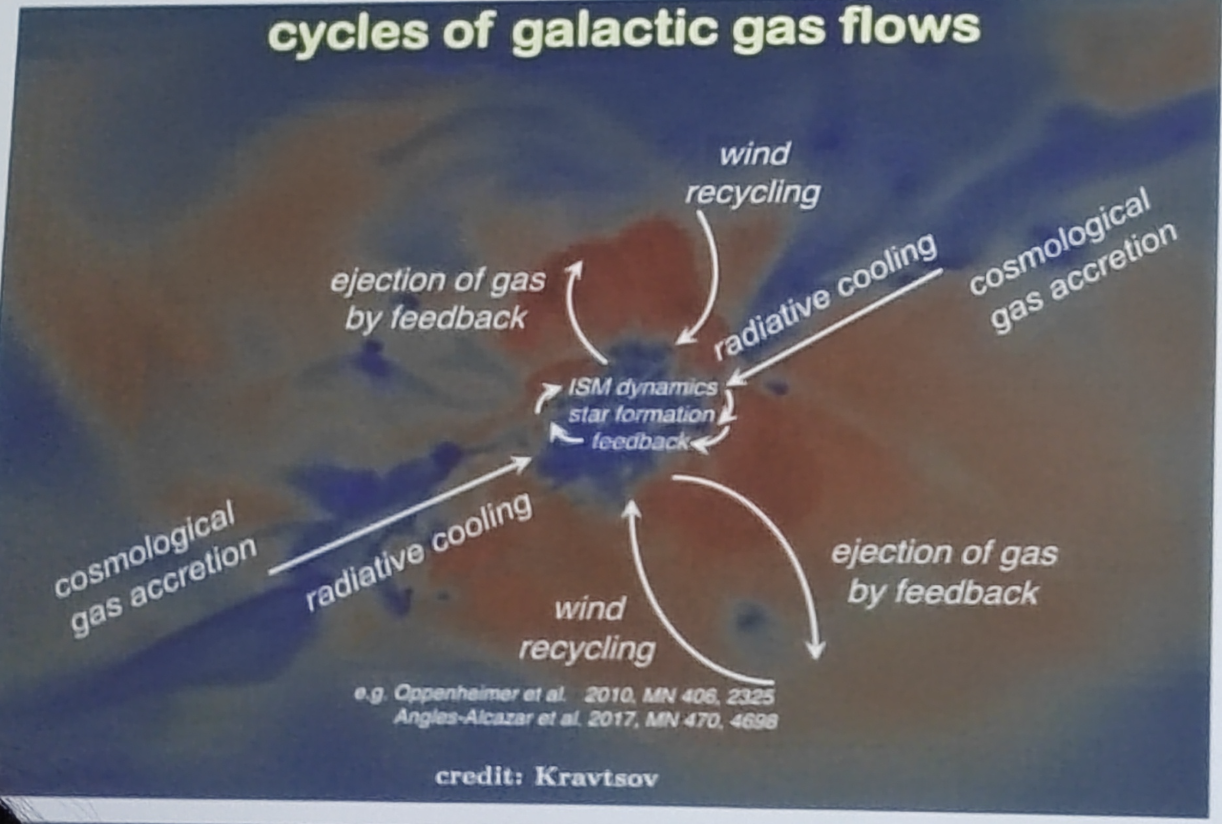 cycles of galactic gas flows
wind
recycling
ejection of gas
by feedback
radiative cooling
cosmological
gas accretion
ISM dynamics
star formation
feedback
cosmological
gas accretion
radiative cooling
ejection of gas
by feedback
wind
recycling
e.g. Oppenheimer et al. 2010, MN 406, 2325
Angles-Alcazar et al. 2017, MN 470, 4698
credit: Kravtsov